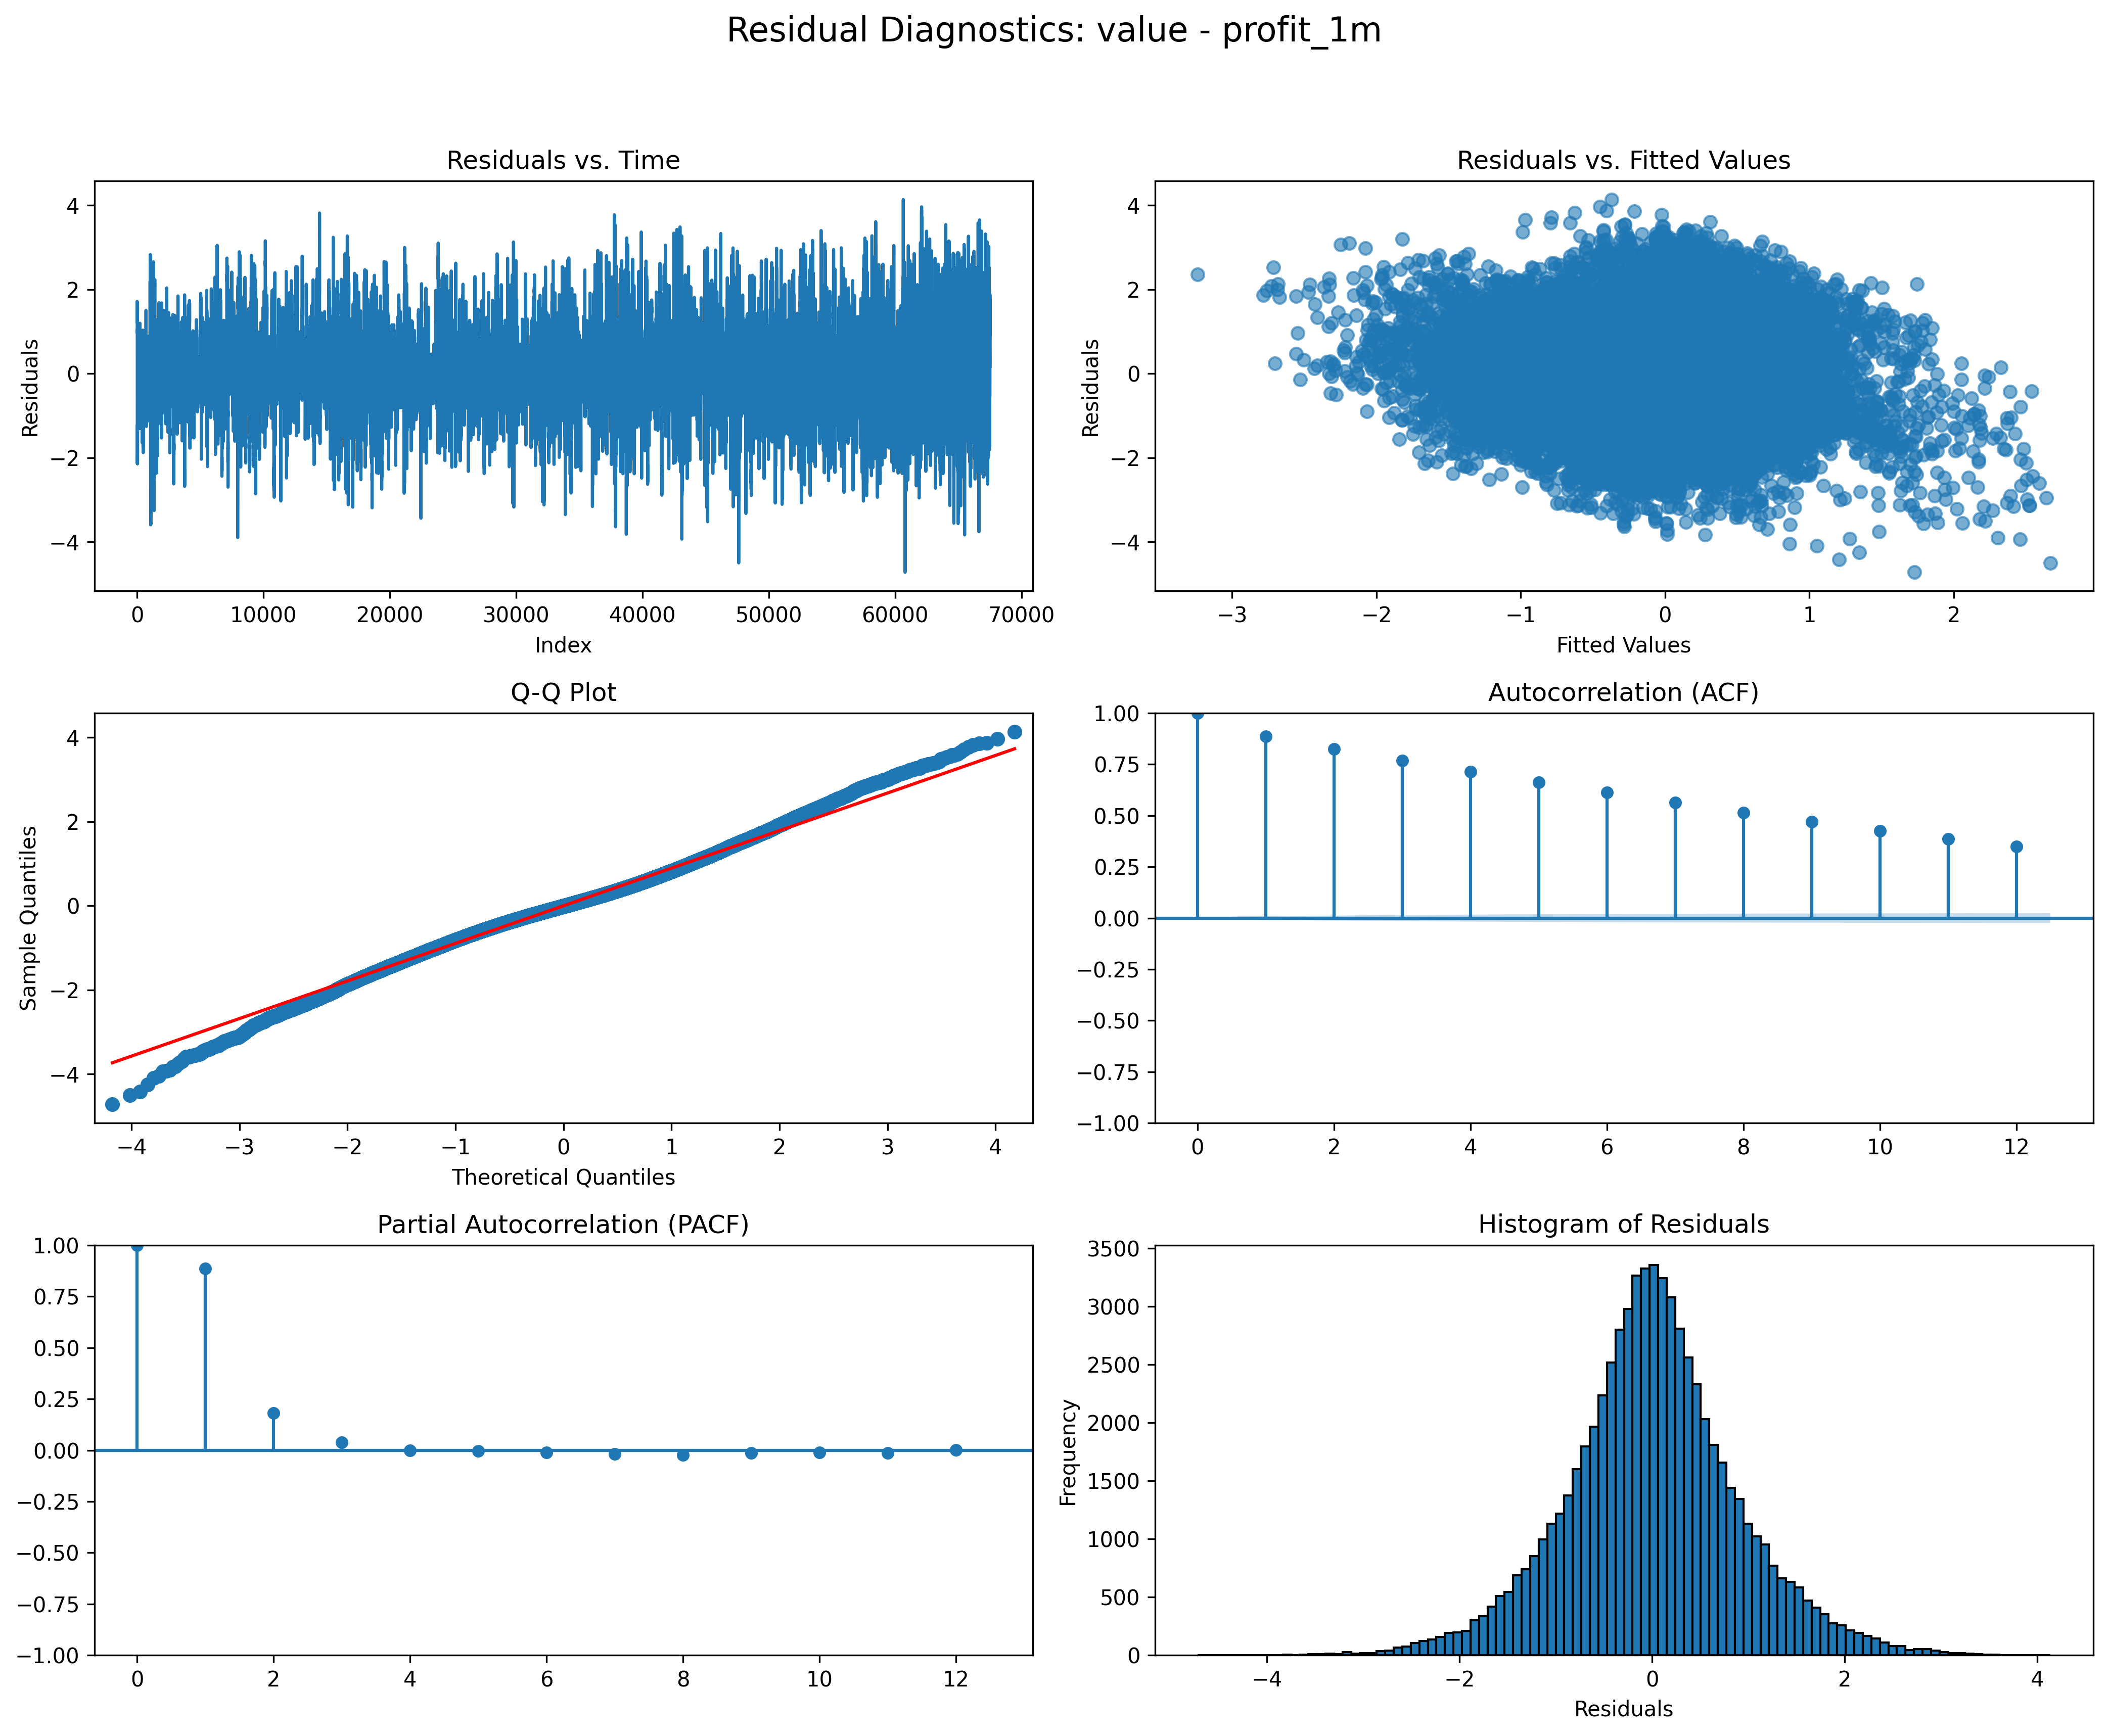 Residual Diagnostics: value - profit_1m
Residuals vs. Time
Residuals
4
2
0
−2
−4
0 10000 20000 30000 40000 50000 60000 70000
Index
Residuals vs. Fitted Values
Residuals
4
2
0
−2
−4
−3 −2 −1 0 1 2
Fitted Values
Q-Q Plot
Sample Quantiles
4
2
0
−2
−4
−4 −3 −2 −1 0 1 2 3 4
Theoretical Quantiles
Autocorrelation (ACF)
1.00
0.75
0.50
0.25
0.00
−0.25
−0.50
−0.75
−1.00
0 2 4 6 8 10 12
Partial Autocorrelation (PACF)
1.00
0.75
0.50
0.25
0.00
−0.25
−0.50
−0.75
−1.00
0 2 4 6 8 10 12
Histogram of Residuals
Frequency
3500
3000
2500
2000
1500
1000
500
0
−4 −2 0 2 4
Residuals